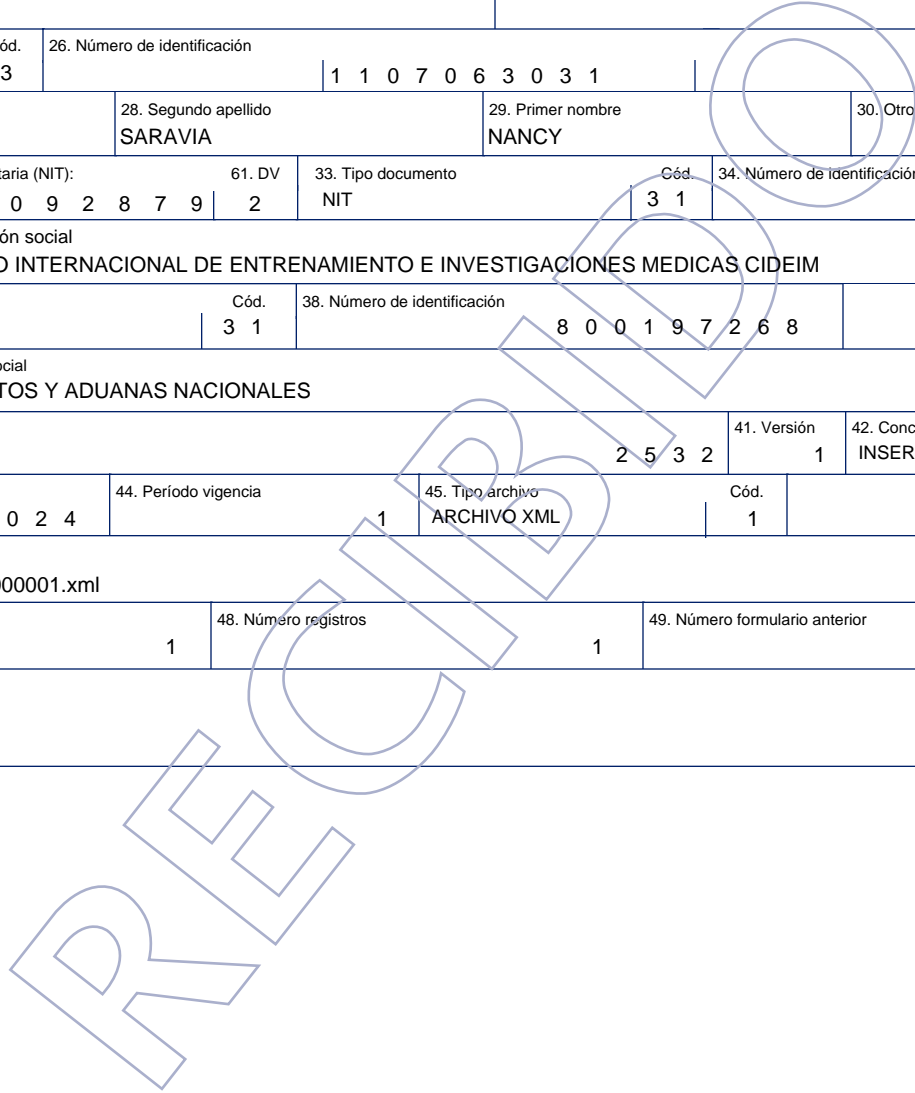 ód. 26. Número de identificación
3 1 1 0 7 0 6 3 0 3 1
28. Segundo apellido 29. Primer nombre 30. Otro
SARAVIA NANCY
taria (NIT): 61. DV 33. Tipo documento Cód. 34. Número de identificación
0 9 2 8 7 9 2 NIT 3 1
ón social
O INTERNACIONAL DE ENTRENAMIENTO E INVESTIGACIONES MEDICAS CIDEIM
Cód. 38. Número de identificación
3 1 8 0 0 1 9 7 2 6 8
ocial
TOS Y ADUANAS NACIONALES
41. Versión 42. Conc
2 5 3 2 1 INSER
44. Período vigencia 45. Tipo archivo Cód.
0 2 4 1 ARCHIVO XML 1
000001.xml
48. Número registros 49. Número formulario anterior
1 1
RECIBIDO